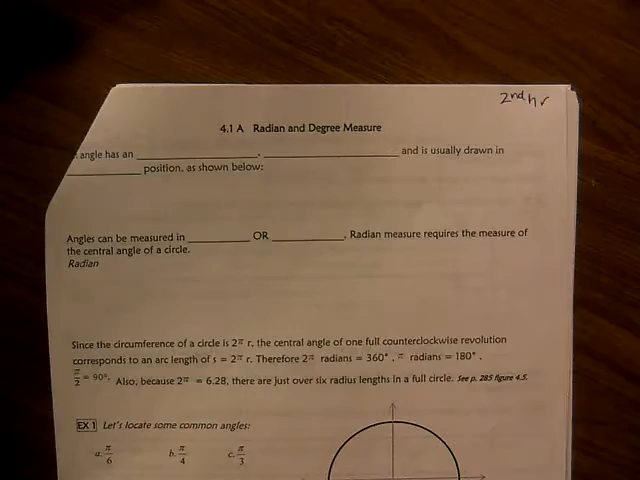 2nd hr
4.1 A Radian and Degree Measure
angle has an ____________, ____________ and is usually drawn in
____________ position, as shown below:
Angles can be measured in ____________ OR ____________. Radian measure requires the measure of
the central angle of a circle.
Radian
Since the circumference of a circle is 2π r, the central angle of one full counterclockwise revolution
corresponds to an arc length of s = 2π r. Therefore 2π radians = 360°, π radians = 180°,
π/2 = 90°. Also, because 2π = 6.28, there are just over six radius lengths in a full circle. See p. 285 figure 4.5.
EX 1 Let's locate some common angles:
a. π/6 b. π/4 c. π/3